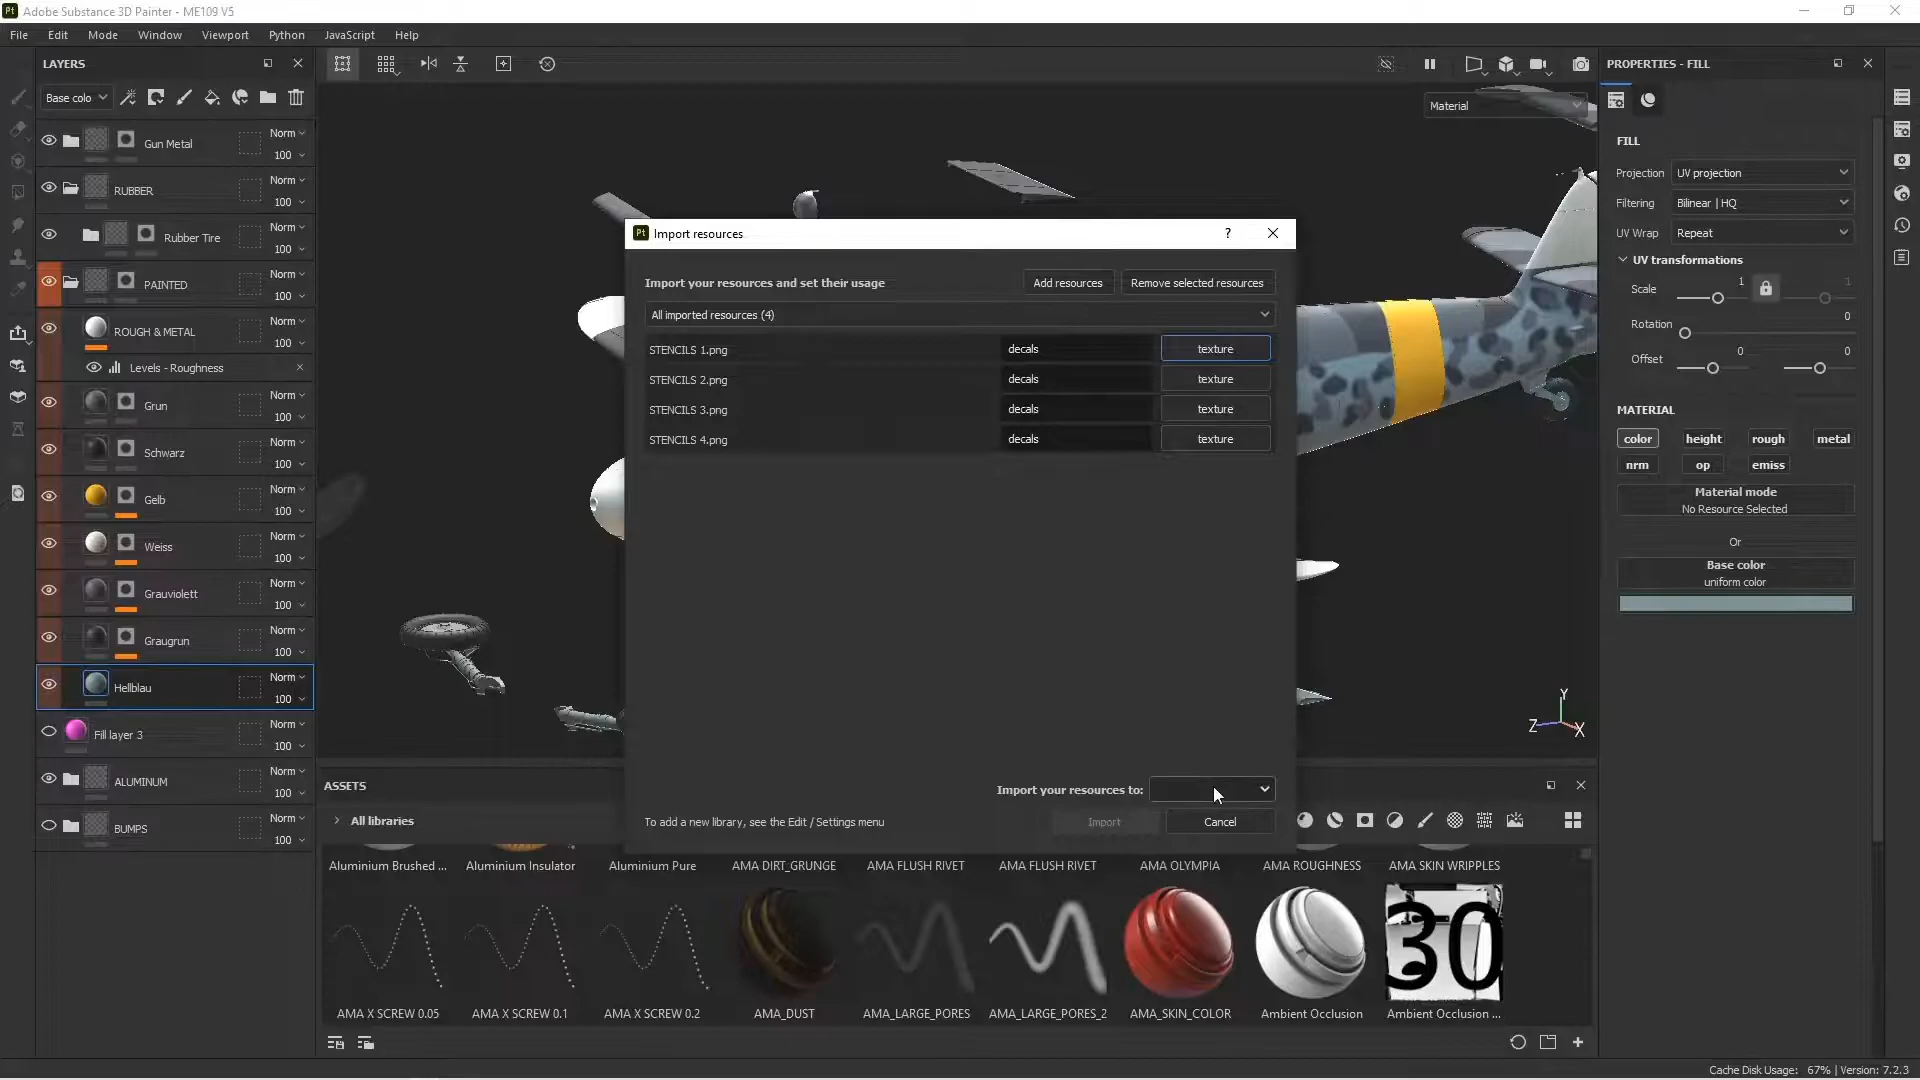 Adobe Substance 3D Painter - ME109 V5
File Edit Mode Window Viewport Python JavaScript Help
LAYERS
Base colo
Gun Metal Norm 100
RUBBER Norm 100
Rubber Tire Norm 100
PAINTED Norm 100
ROUGH & METAL Norm 100
Levels - Roughness
Grun Norm 100
Schwarz Norm 100
Gelb Norm 100
Weiss Norm 100
Grauviolett Norm 100
Graugrun Norm 100
Hellblau Norm 100
Fill layer 3 Norm 100
ALUMINUM Norm 100
BUMPS Norm 100
Material
Import resources
Import your resources and set their usage
Add resources
Remove selected resources
All imported resources (4)
STENCILS 1.png decals texture
STENCILS 2.png decals texture
STENCILS 3.png decals texture
STENCILS 4.png decals texture
Import your resources to:
To add a new library, see the Edit / Settings menu
Import
Cancel
Y
Z
X
ASSETS
All libraries
Aluminium Brushed ... Aluminium Insulator Aluminium Pure AMA DIRT_GRUNGE AMA FLUSH RIVET AMA FLUSH RIVET AMA OLYMPIA AMA ROUGHNESS AMA SKIN WRIPPLES
30
AMA X SCREW 0.05 AMA X SCREW 0.1 AMA X SCREW 0.2 AMA_DUST AMA_LARGE_PORES AMA_LARGE_PORES_2 AMA_SKIN_COLOR Ambient Occlusion Ambient Occlusion ...
PROPERTIES - FILL
FILL
Projection UV projection
Filtering Bilinear | HQ
UV Wrap Repeat
UV transformations
Scale 1 1
Rotation 0
Offset 0 0
MATERIAL
color height rough metal
nrm op emiss
Material mode
No Resource Selected
Or
Base color
uniform color
Cache Disk Usage: 67% | Version: 7.2.3